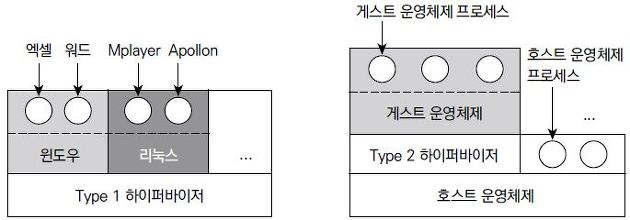 엑셀 워드 Mplayer Apollon
윈도우 리눅스 ...
Type 1 하이퍼바이저
게스트 운영체제 프로세스
호스트 운영체제
프로세스
게스트 운영체제
...
Type 2 하이퍼바이저
호스트 운영체제